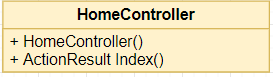 HomeController
+ HomeController()
+ ActionResult Index()